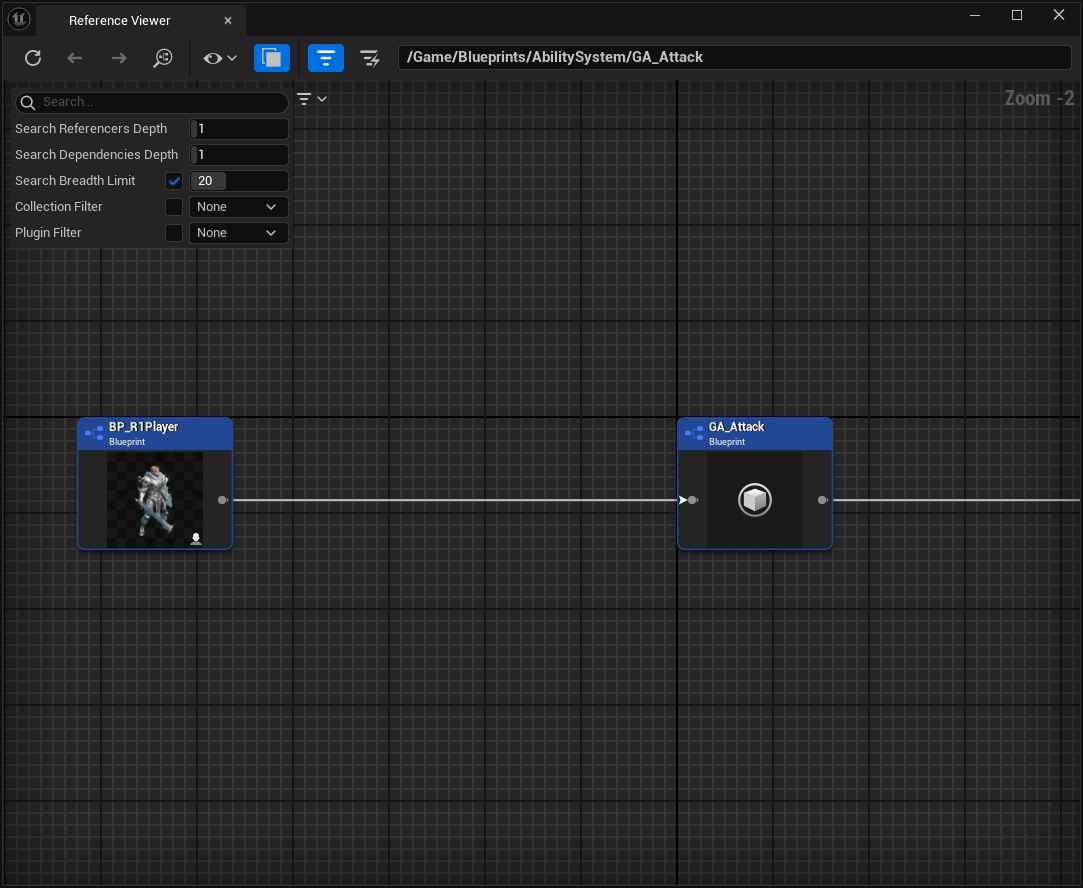 Reference Viewer
/Game/Blueprints/AbilitySystem/GA_Attack
Search...
Zoom -2
Search Referencers Depth 1
Search Dependencies Depth 1
Search Breadth Limit 20
Collection Filter None
Plugin Filter None
BP_R1Player
Blueprint
GA_Attack
Blueprint